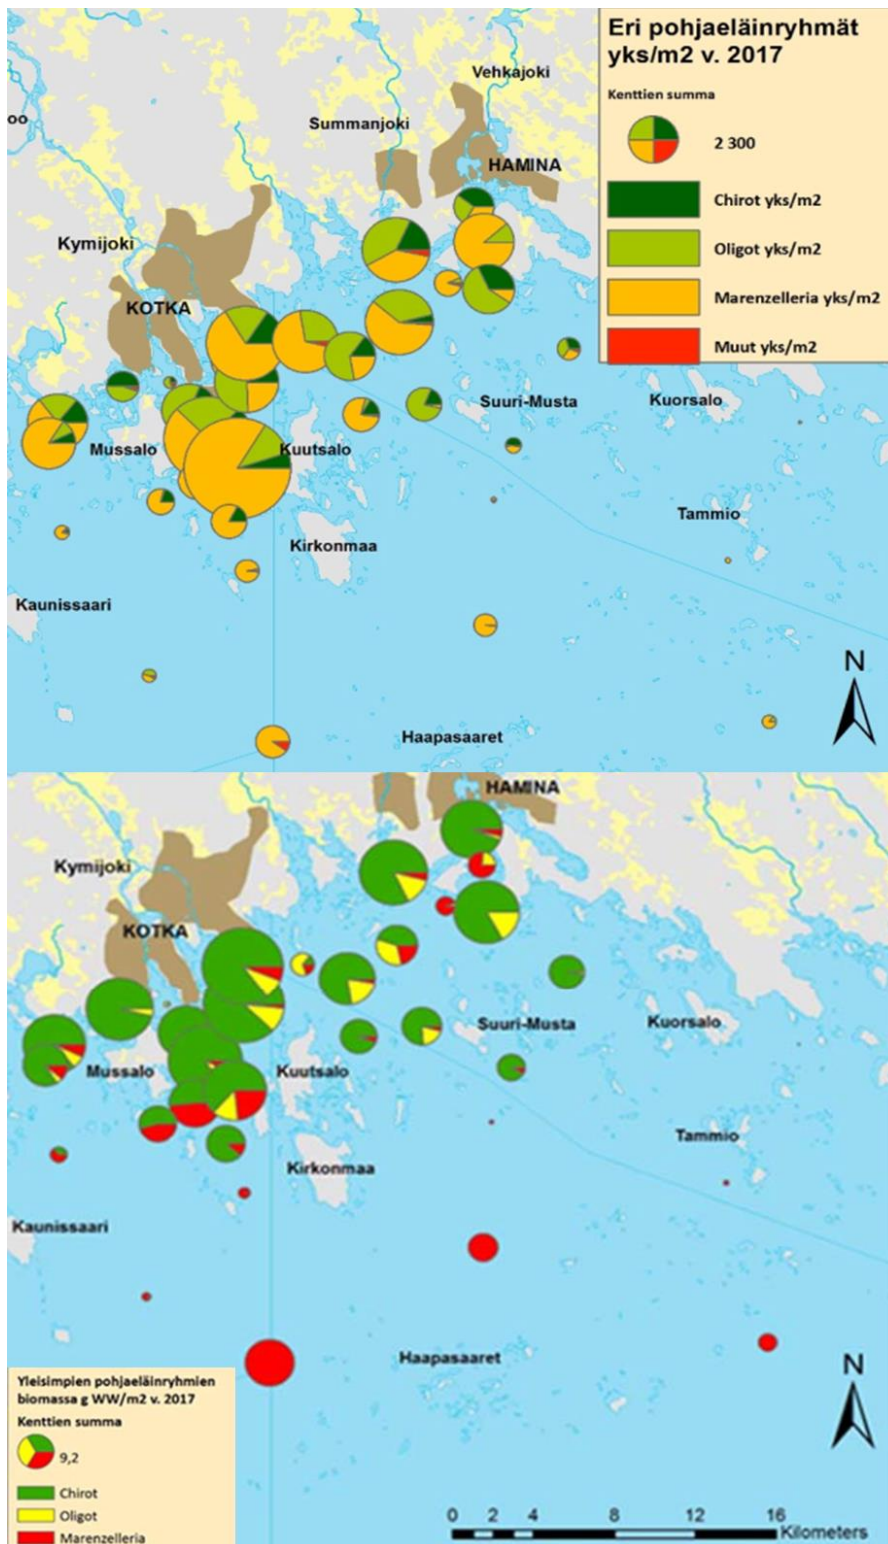 Eri pohjaeläinryhmät
yks/m2 v. 2017
Kenttien summa
2 300
Chirot yks/m2
Oligot yks/m2
Marenzelleria yks/m2
Muut yks/m2
Vehkajoki
oo
Summanjoki
HAMINA
Kymijoki
KOTKA
Suuri-Musta
Kuorsalo
Mussalo
Kuutsalo
Tammio
Kirkonmaa
Kaunissaari
N
Haapasaaret
HAMINA
Kymijoki
KOTKA
Suuri-Musta
Kuorsalo
Mussalo
Kuutsalo
Tammio
Kirkonmaa
Kaunissaari
Haapasaaret
N
Yleisimpien pohjaeläinryhmien
biomassa g WW/m2 v. 2017
Kenttien summa
9,2
Chirot
Oligot
Marenzelleria
0 2 4 8 12 16
Kilometers